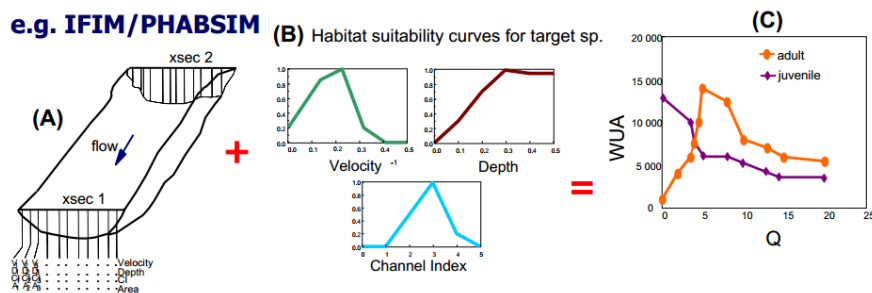 e.g. IFIM/PHABSIM
(A)
xsec 2
flow
xsec 1
Velocity
Depth
CI
Area
+
(B) Habitat suitability curves for target sp.
1.0
0.8
0.6
0.4
0.2
0.0
0.0 0.1 0.2 0.3 0.4 0.5
Velocity -1
1.0
0.8
0.6
0.4
0.2
0.0
0.0 0.1 0.2 0.3 0.4 0.5
Depth
1.0
0.8
0.6
0.4
0.2
0.0
0 1 2 3 4 5
Channel Index
=
(C)
WUA
20 000
15 000
10 000
5 000
0
0 5 10 15 20 25
Q
adult
juvenile